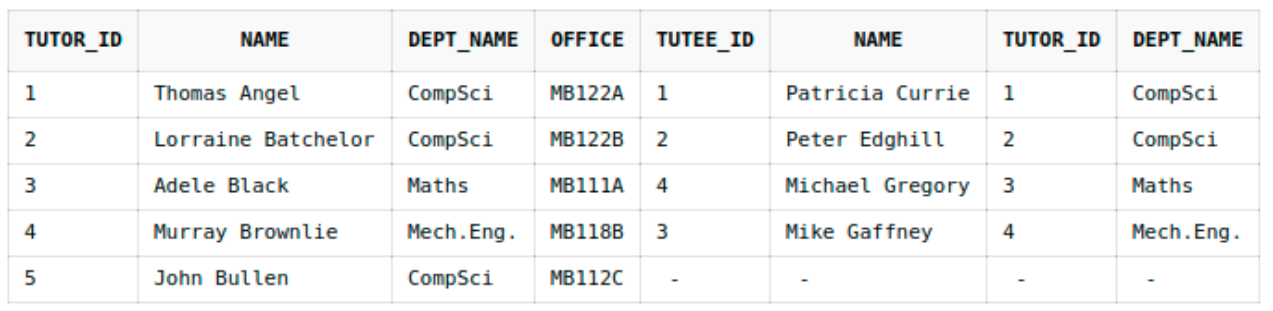 TUTOR_ID NAME DEPT_NAME OFFICE TUTEE_ID NAME TUTOR_ID DEPT_NAME
1 Thomas Angel CompSci MB122A 1 Patricia Currie 1 CompSci
2 Lorraine Batchelor CompSci MB122B 2 Peter Edghill 2 CompSci
3 Adele Black Maths MB111A 4 Michael Gregory 3 Maths
4 Murray Brownlie Mech.Eng. MB118B 3 Mike Gaffney 4 Mech.Eng.
5 John Bullen CompSci MB112C - - - -